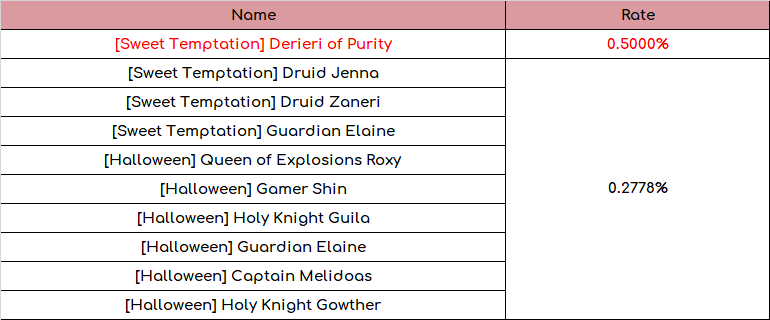 Name Rate
[Sweet Temptation] Derieri of Purity 0.5000%
[Sweet Temptation] Druid Jenna
[Sweet Temptation] Druid Zaneri
[Sweet Temptation] Guardian Elaine
[Halloween] Queen of Explosions Roxy
[Halloween] Gamer Shin 0.2778%
[Halloween] Holy Knight Guila
[Halloween] Guardian Elaine
[Halloween] Captain Melidoas
[Halloween] Holy Knight Gowther